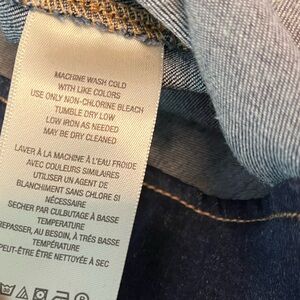 MACHINE WASH COLD
WITH LIKE COLORS
USE ONLY NON-CHLORINE BLEACH
TUMBLE DRY LOW
LOW IRON AS NEEDED
MAY BE DRY CLEANED
LAVER À LA MACHINE À L'EAU FROIDE
AVEC COULEURS SIMILAIRES
UTILISER UN AGENT DE
BLANCHIMENT SANS CHLORE SI
NÉCESSAIRE
SECHER PAR CULBUTAGE À BASSE
TEMPÉRATURE
REPASSER, AU BESOIN, À TRÈS BASSE
TEMPÉRATURE
PEUT-ÊTRE ÊTRE NETTOYÉE À SEC